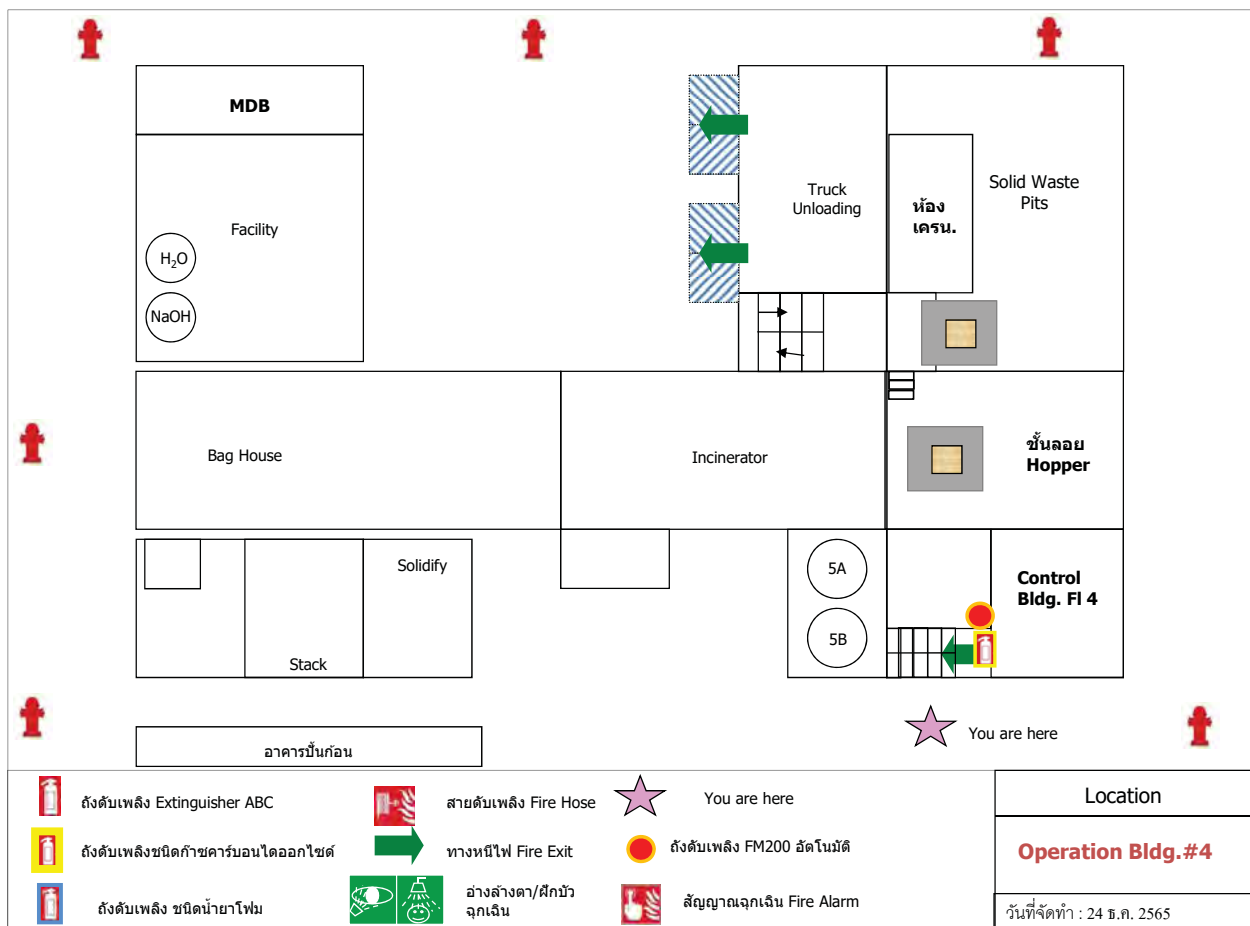 MDB
Facility
H₂O
NaOH
Truck
Unloading
ห้อง
เครน.
Solid Waste
Pits
Bag House
Incinerator
ชั้นลอย
Hopper
Solidify
Stack
5A
5B
Control
Bldg. Fl 4
You are here
อาคารปั้นก้อน
ถังดับเพลิง Extinguisher ABC
ถังดับเพลิงชนิดก๊าซคาร์บอนไดออกไซด์
ถังดับเพลิง ชนิดน้ำยาโฟม
สายดับเพลิง Fire Hose
ทางหนีไฟ Fire Exit
อ่างล้างตา/ฝักบัว
ฉุกเฉิน
You are here
ถังดับเพลิง FM200 อัตโนมัติ
สัญญาณฉุกเฉิน Fire Alarm
Location
Operation Bldg.#4
วันที่จัดทำ : 24 ธ.ค. 2565